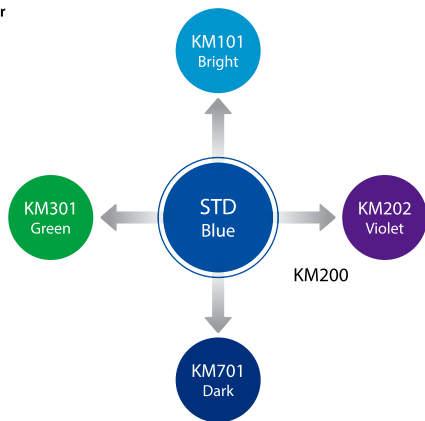 r
KM101
Bright
KM301
Green
STD
Blue
KM202
Violet
KM200
KM701
Dark